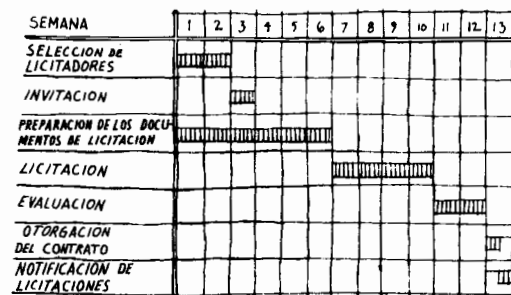 SEMANA 1 2 3 4 5 6 7 8 9 10 11 12 13
SELECCION DE
LICITADORES
INVITACION
PREPARACION DE LOS DOCU-
MENTOS DE LICITACION
LICITACION
EVALUACION
OTORGACIÓN
DEL CONTRATO
NOTIFICACION DE
LICITACIONES